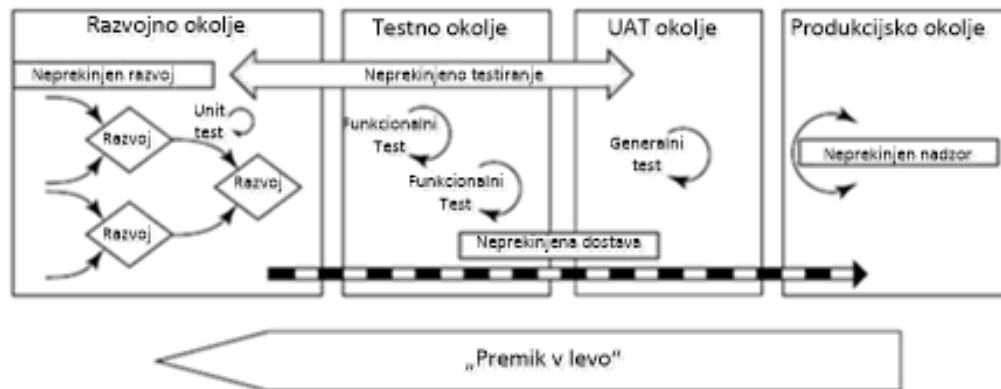 Razvojno okolje
Testno okolje
UAT okolje
Produkcijsko okolje
Neprekinjen razvoj
Neprekinjeno testiranje
Unit
test
Razvoj
Razvoj
Razvoj
Funkcionalni
Test
Funkcionalni
Test
Generalni
test
Neprekinjen nadzor
Neprekinjena dostava
„Premik v levo“